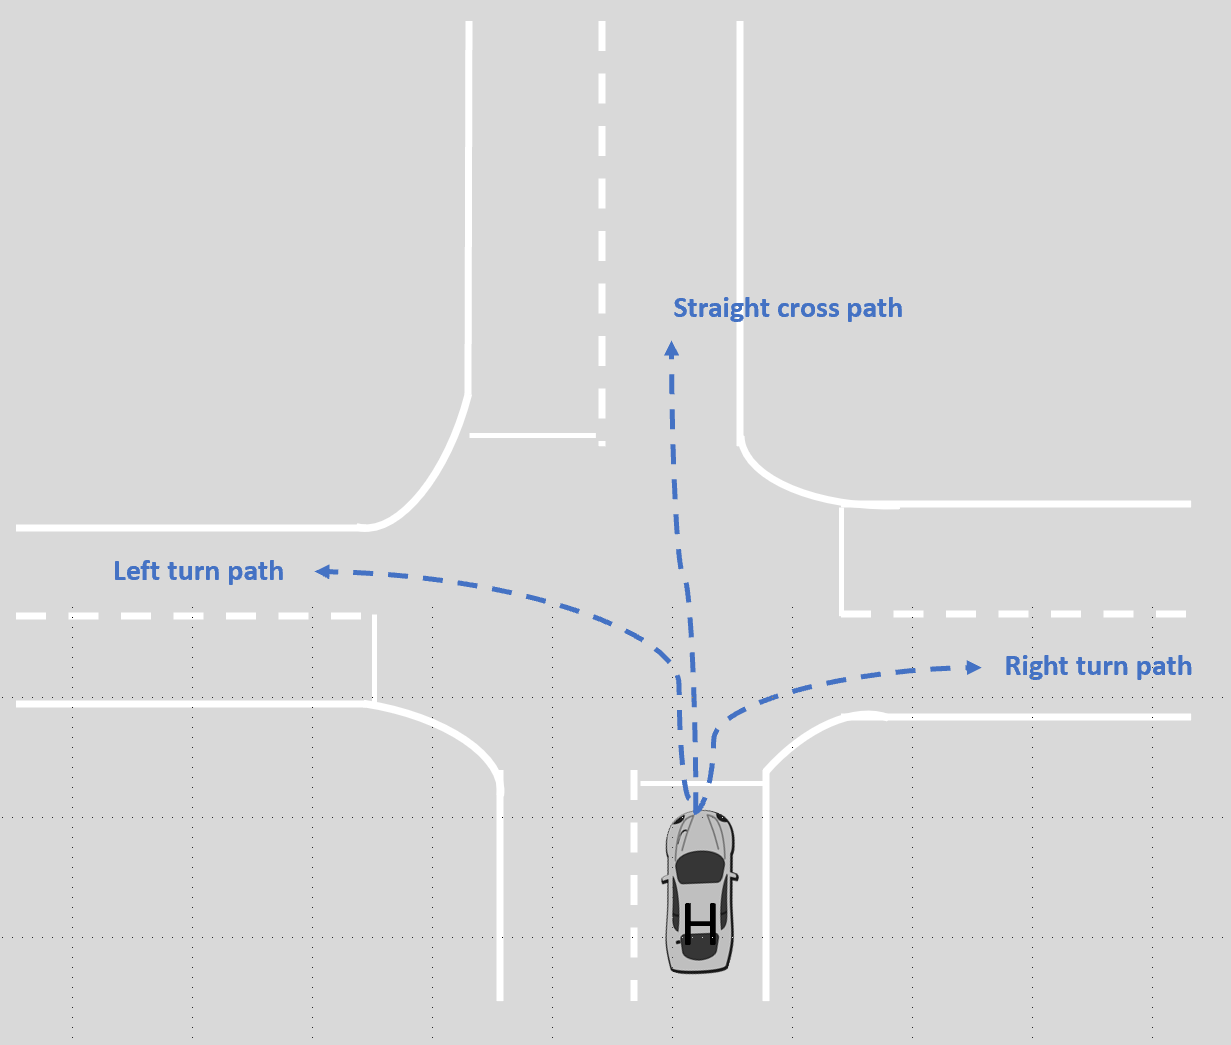 Straight cross path
Left turn path
Right turn path
H